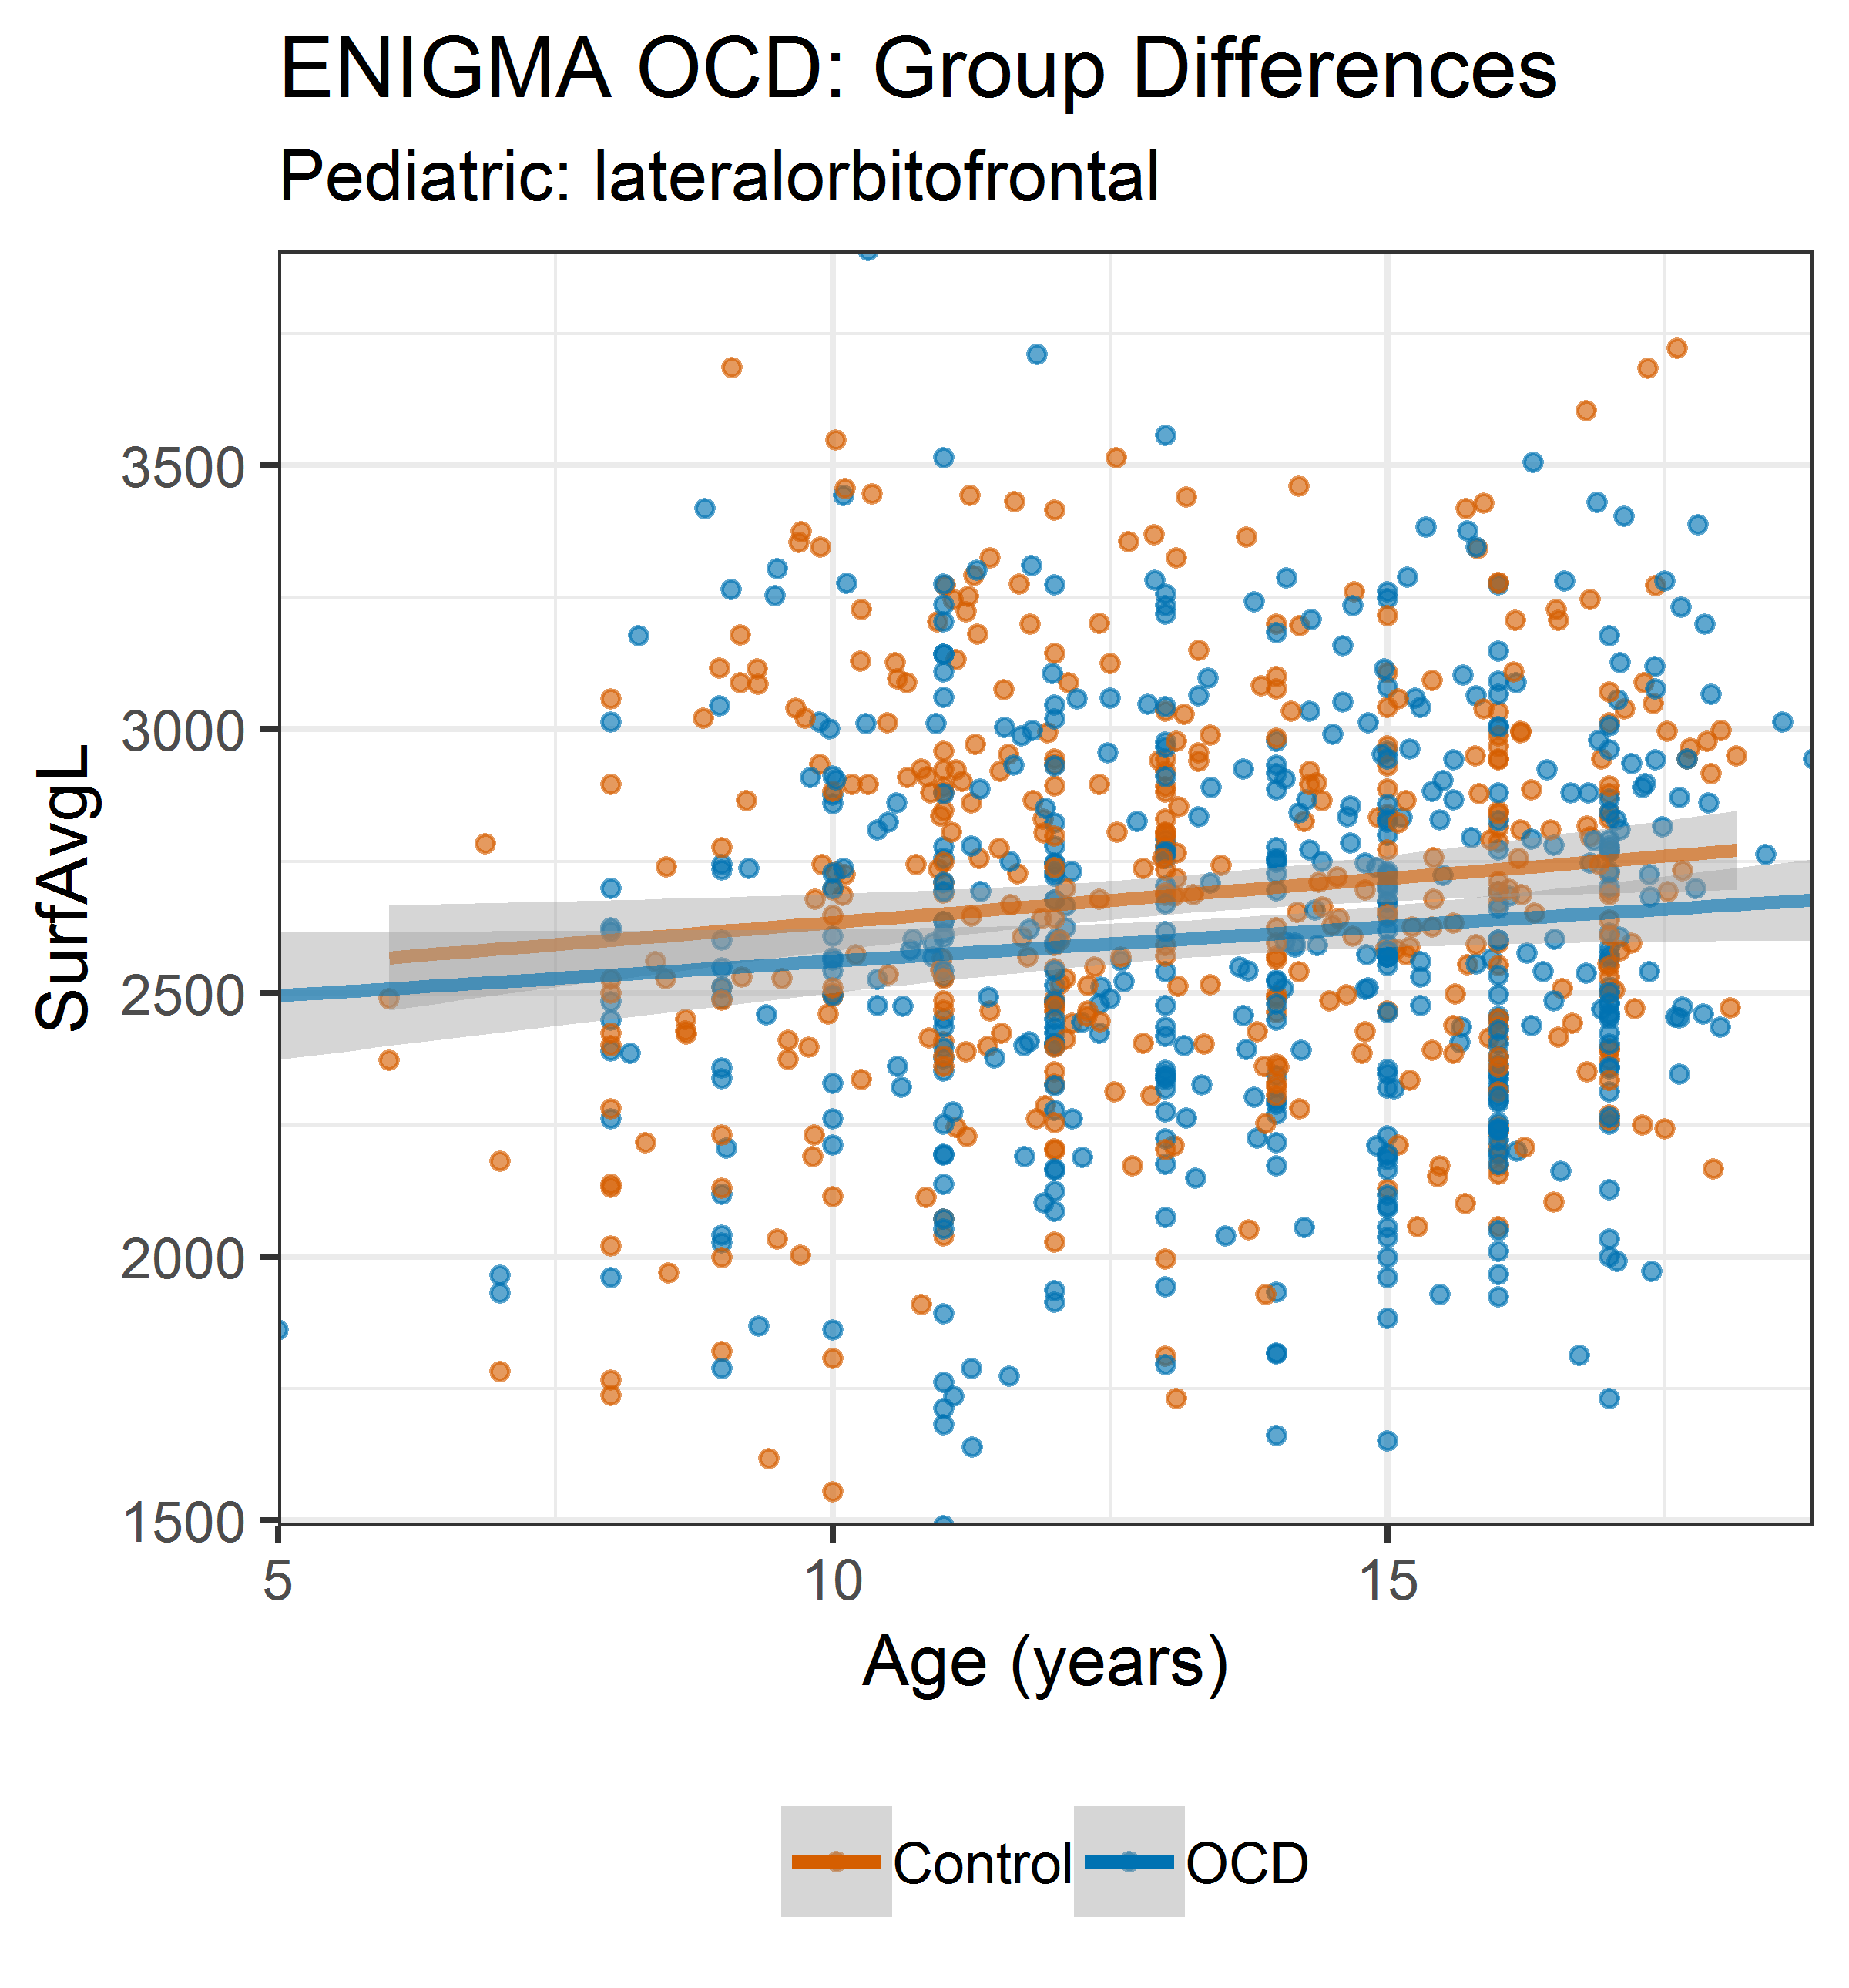 ENIGMA OCD: Group Differences
Pediatric: lateralorbitofrontal
SurfAvgL
3500
3000
2500
2000
1500
5 10 15
Age (years)
Control OCD